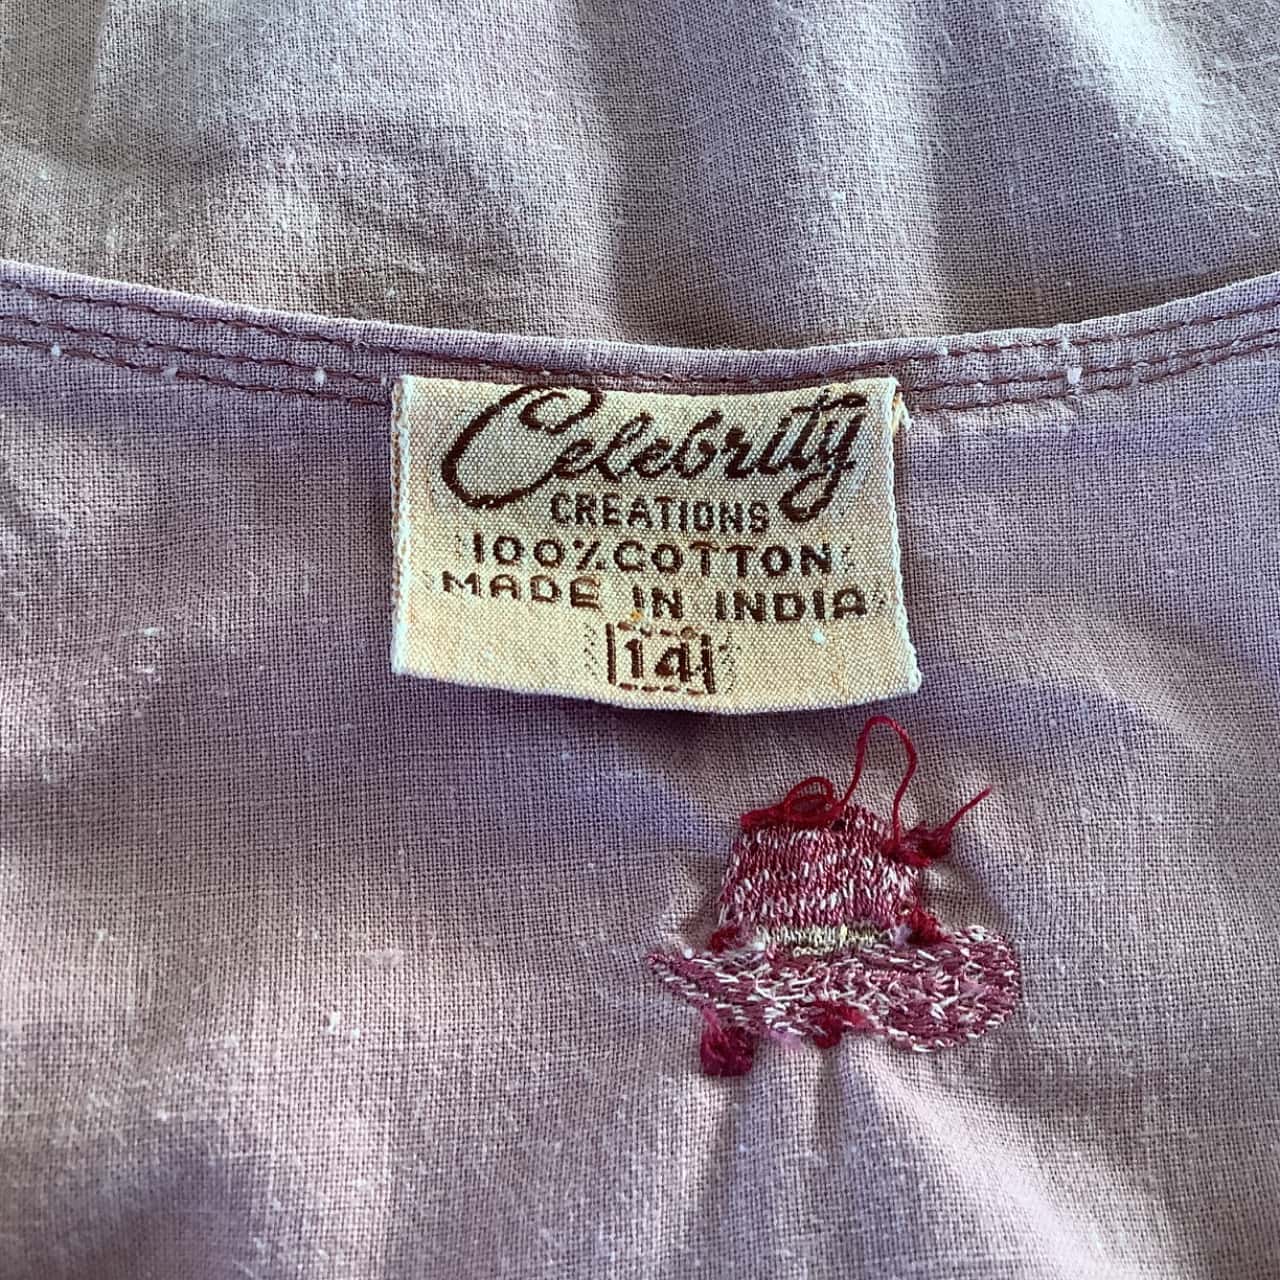 Celebrity
CREATIONS
100% COTTON
MADE IN INDIA
14